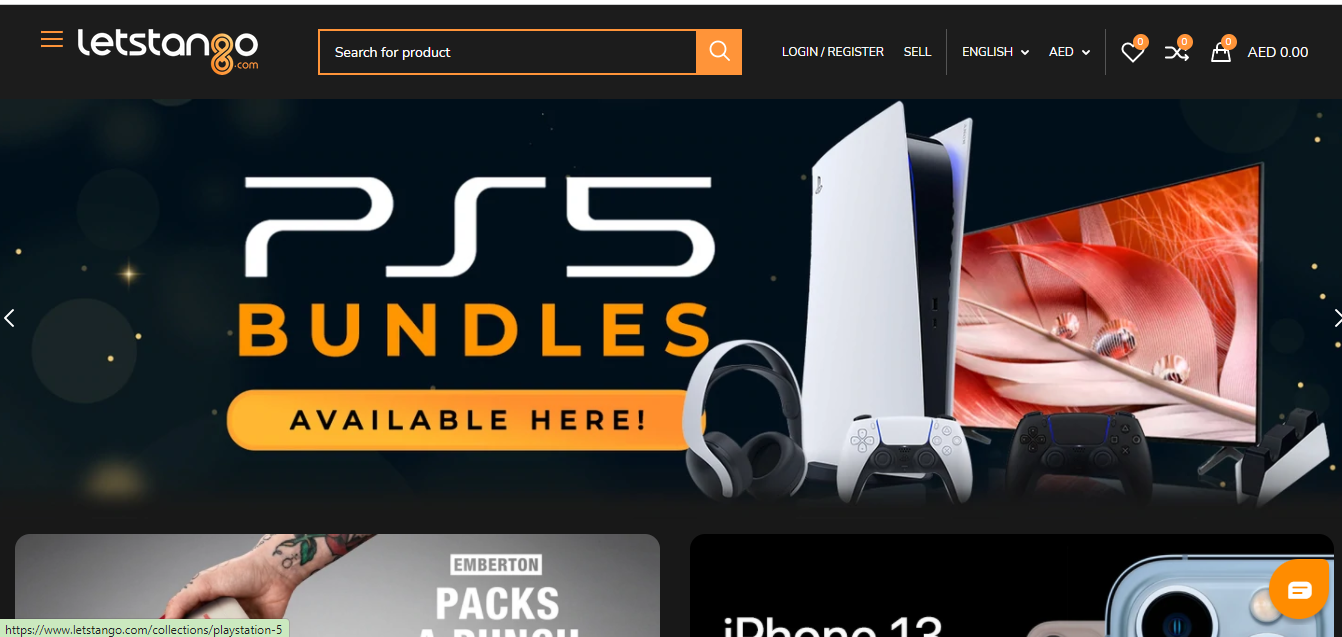 letstango
.com
Search for product
LOGIN / REGISTER
SELL
ENGLISH
AED
0
0
0
AED 0.00
PS5
BUNDLES
AVAILABLE HERE!
EMBERTON
PACKS
A PUNCH
iPhone 13
https://www.letstango.com/collections/playstation-5